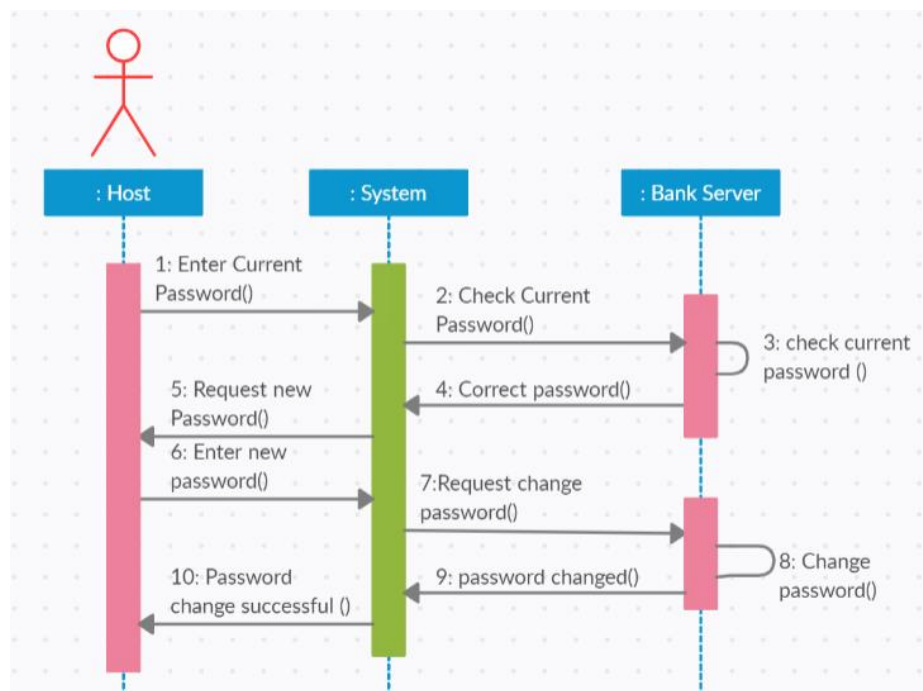 : Host
: System
: Bank Server
1: Enter Current
Password()
2: Check Current
Password()
3: check current
password ()
4: Correct password()
5: Request new
Password()
6: Enter new
password()
7:Request change
password()
8: Change
password()
9: password changed()
10: Password
change successful ()